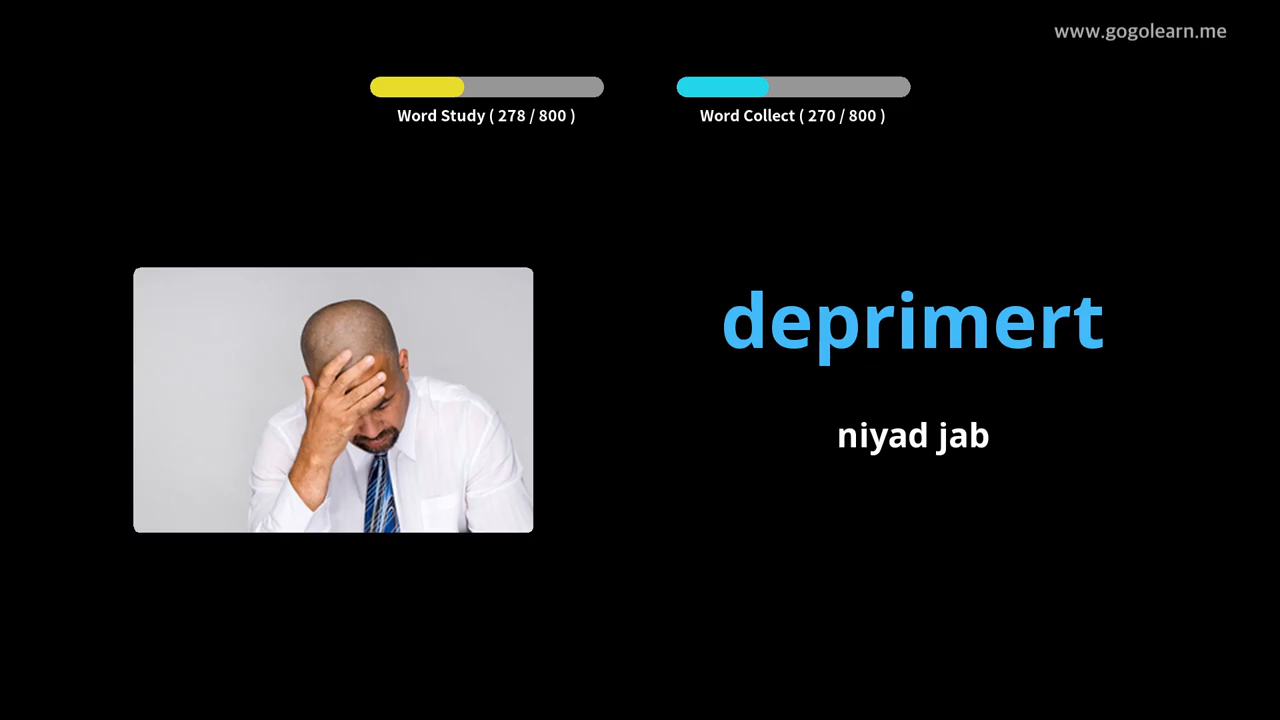 www.gogolearn.me
Word Study ( 278 / 800 )
Word Collect ( 270 / 800 )
deprimert
niyad jab